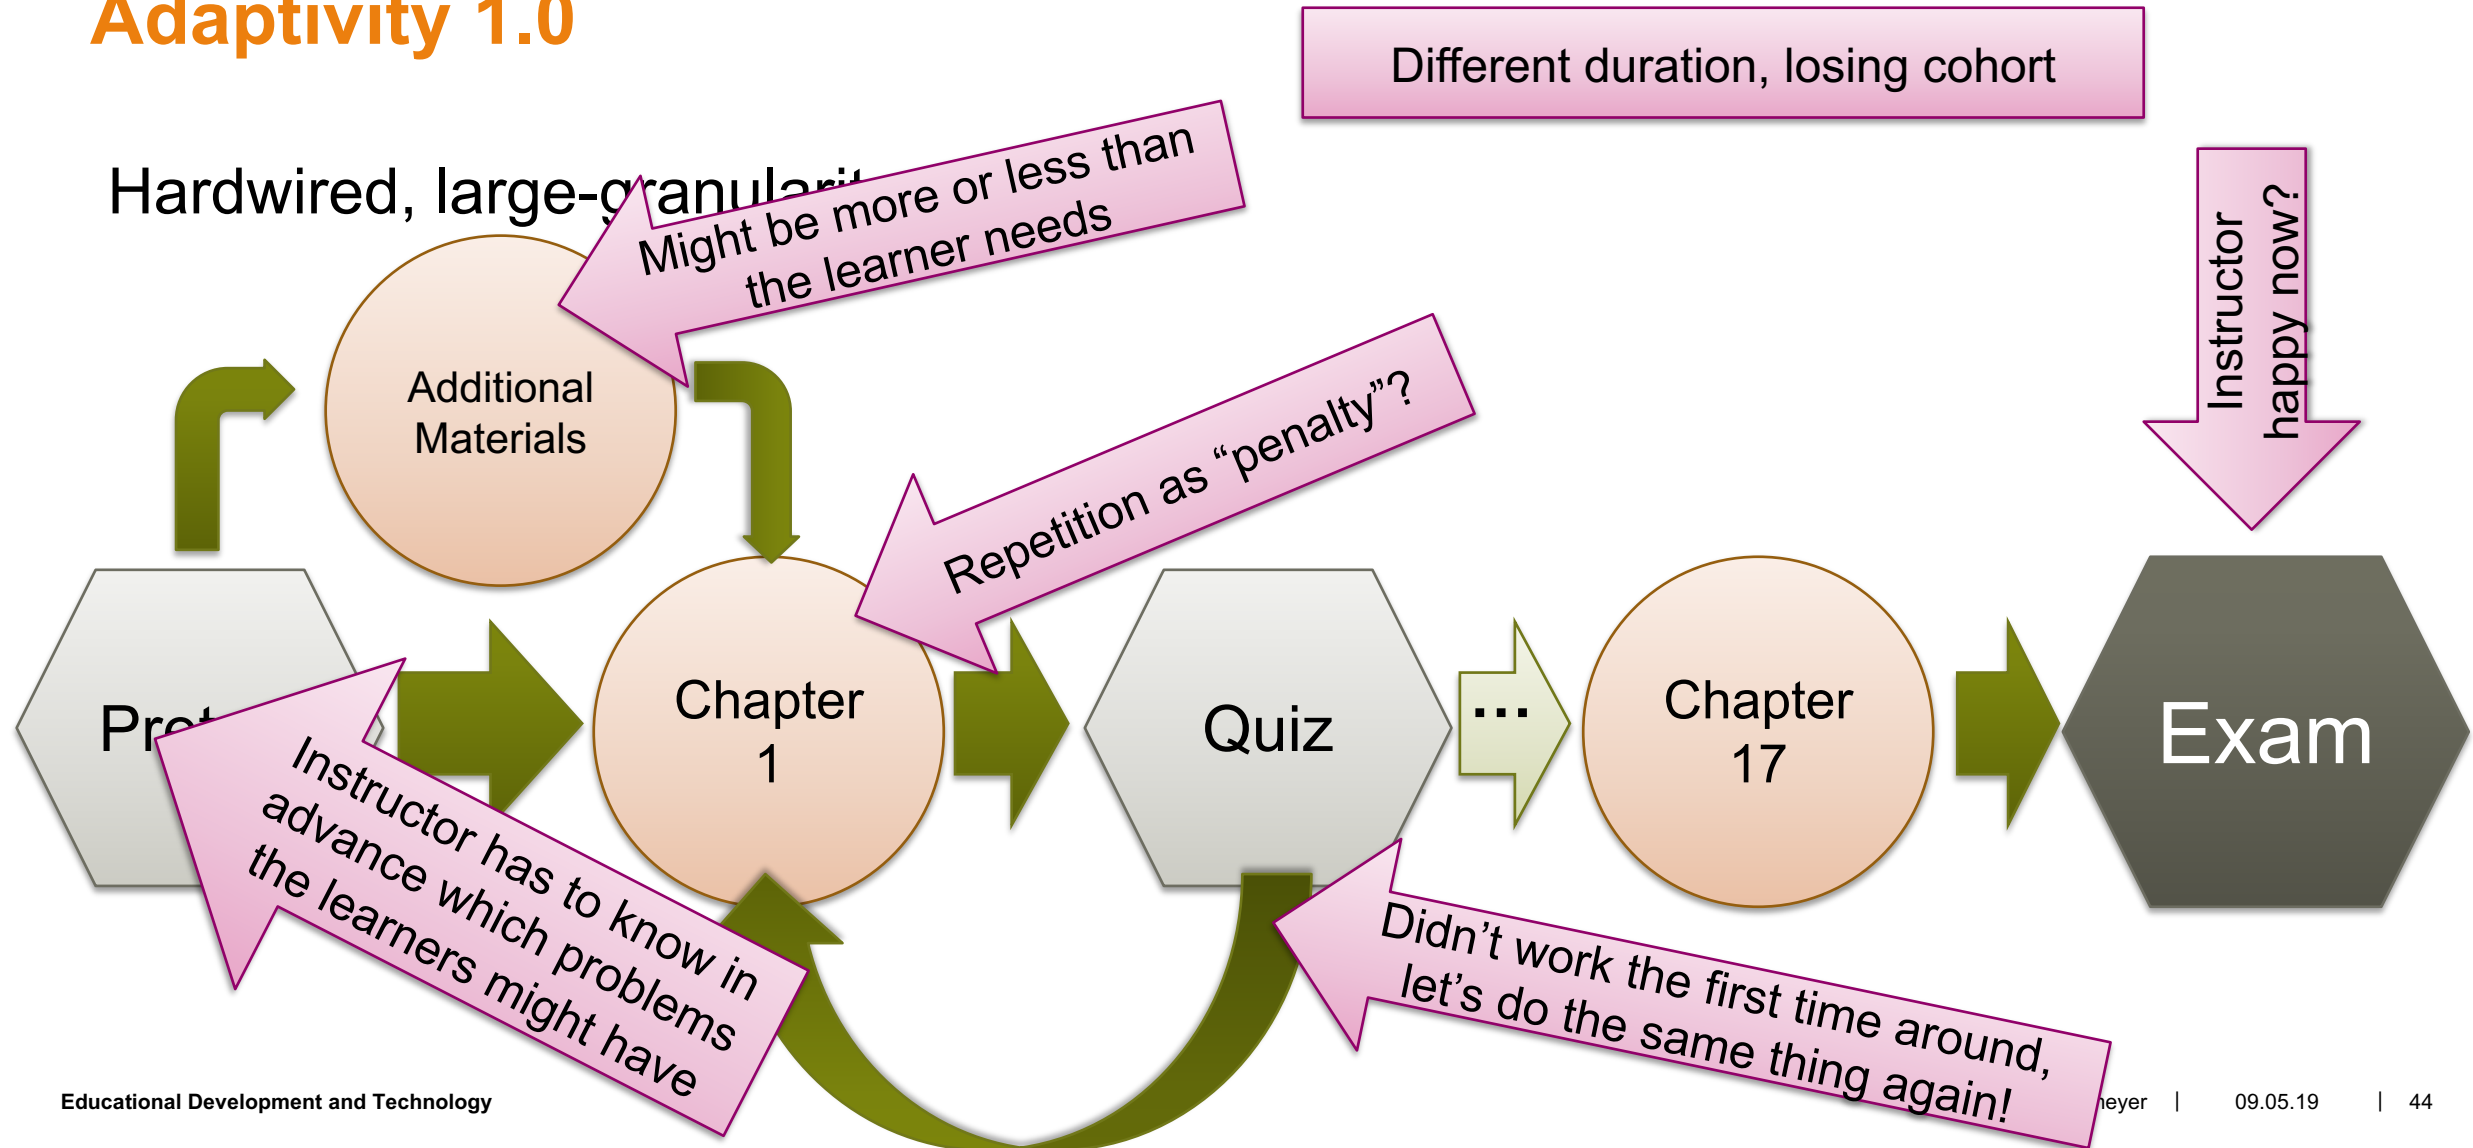 Adaptivity 1.0
Different duration, losing cohort
Hardwired, large-granularit
Might be more or less than
the learner needs
Instructor
happy now?
Additional
Materials
Repetition as “penalty”?
Chapter
1
Quiz
...
Chapter
17
Exam
Instructor has to know in
advance which problems
the learners might have
Didn’t work the first time around,
let’s do the same thing again!
Educational Development and Technology
09.05.19 | 44